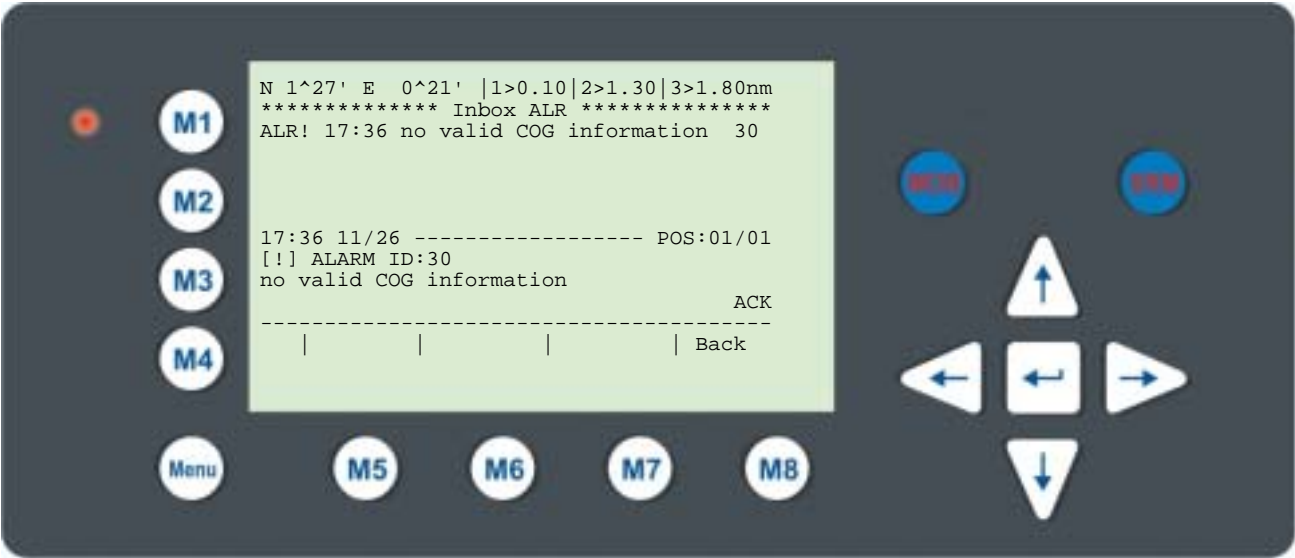 N 1^27' E  0^21' |1>0.10|2>1.30|3>1.80nm
************** Inbox ALR ***************
ALR! 17:36 no valid COG information  30
17:36 11/26 ------------------ POS:01/01
[!] ALARM ID:30
no valid COG information
ACK
----------------------------------------
|        |         |         | Back
M1
M2
M3
M4
Menu
M5
M6
M7
M8